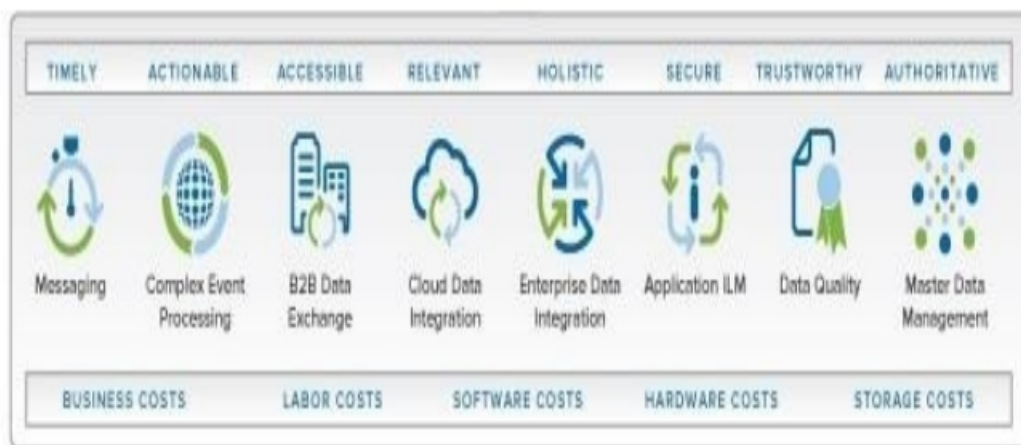 TIMELY ACTIONABLE ACCESSIBLE RELEVANT HOLISTIC SECURE TRUSTWORTHY AUTHORITATIVE
Messaging
Complex Event
Processing
B2B Data
Exchange
Cloud Data
Integration
Enterprise Data
Integration
Application ILM
Data Quality
Master Data
Management
BUSINESS COSTS LABOR COSTS SOFTWARE COSTS HARDWARE COSTS STORAGE COSTS